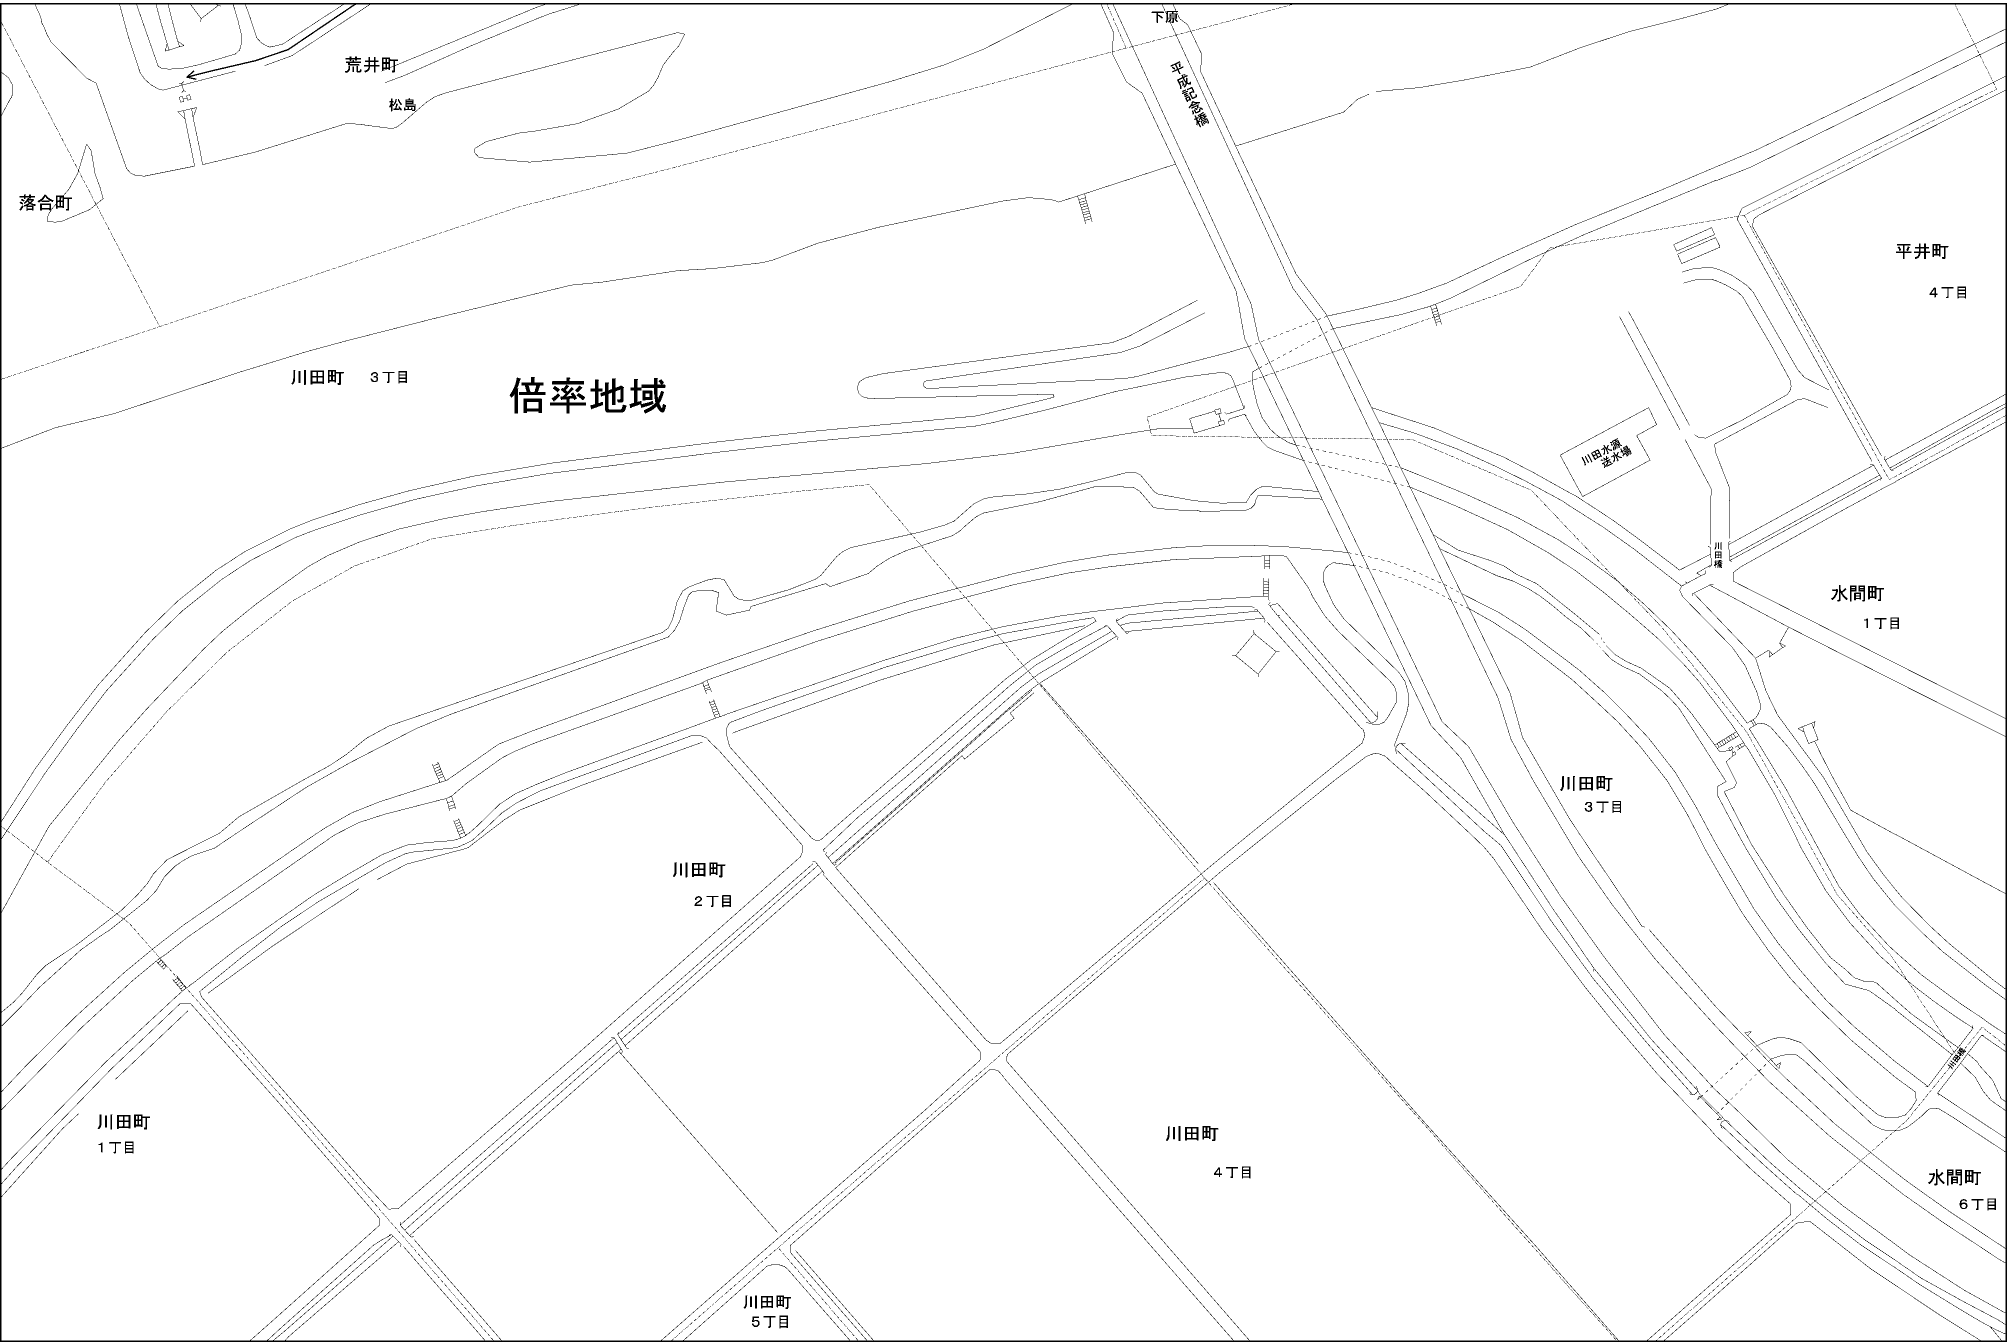 下原
荒井町
松島
平成記念橋
落合町
平井町
4丁目
川田町 3丁目
倍率地域
川田水源
送水場
川田橋
水間町
1丁目
川田町
3丁目
川田町
2丁目
川田橋
川田町
1丁目
川田町
4丁目
水間町
6丁目
川田町
5丁目